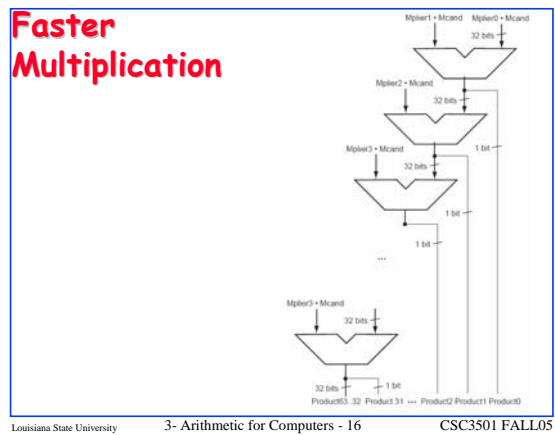 Faster
Multiplication
Mplier1 • Mcand Mplier0 • Mcand
32 bits
Mplier2 • Mcand
32 bits
1 bit
Mplier3 • Mcand
32 bits
1 bit
1 bit
...
Mplier3 • Mcand
32 bits
32 bits
1 bit
Product63..32 Product 31 ••• Product2 Product1 Product0
Louisiana State University 3- Arithmetic for Computers - 16 CSC3501 FALL05